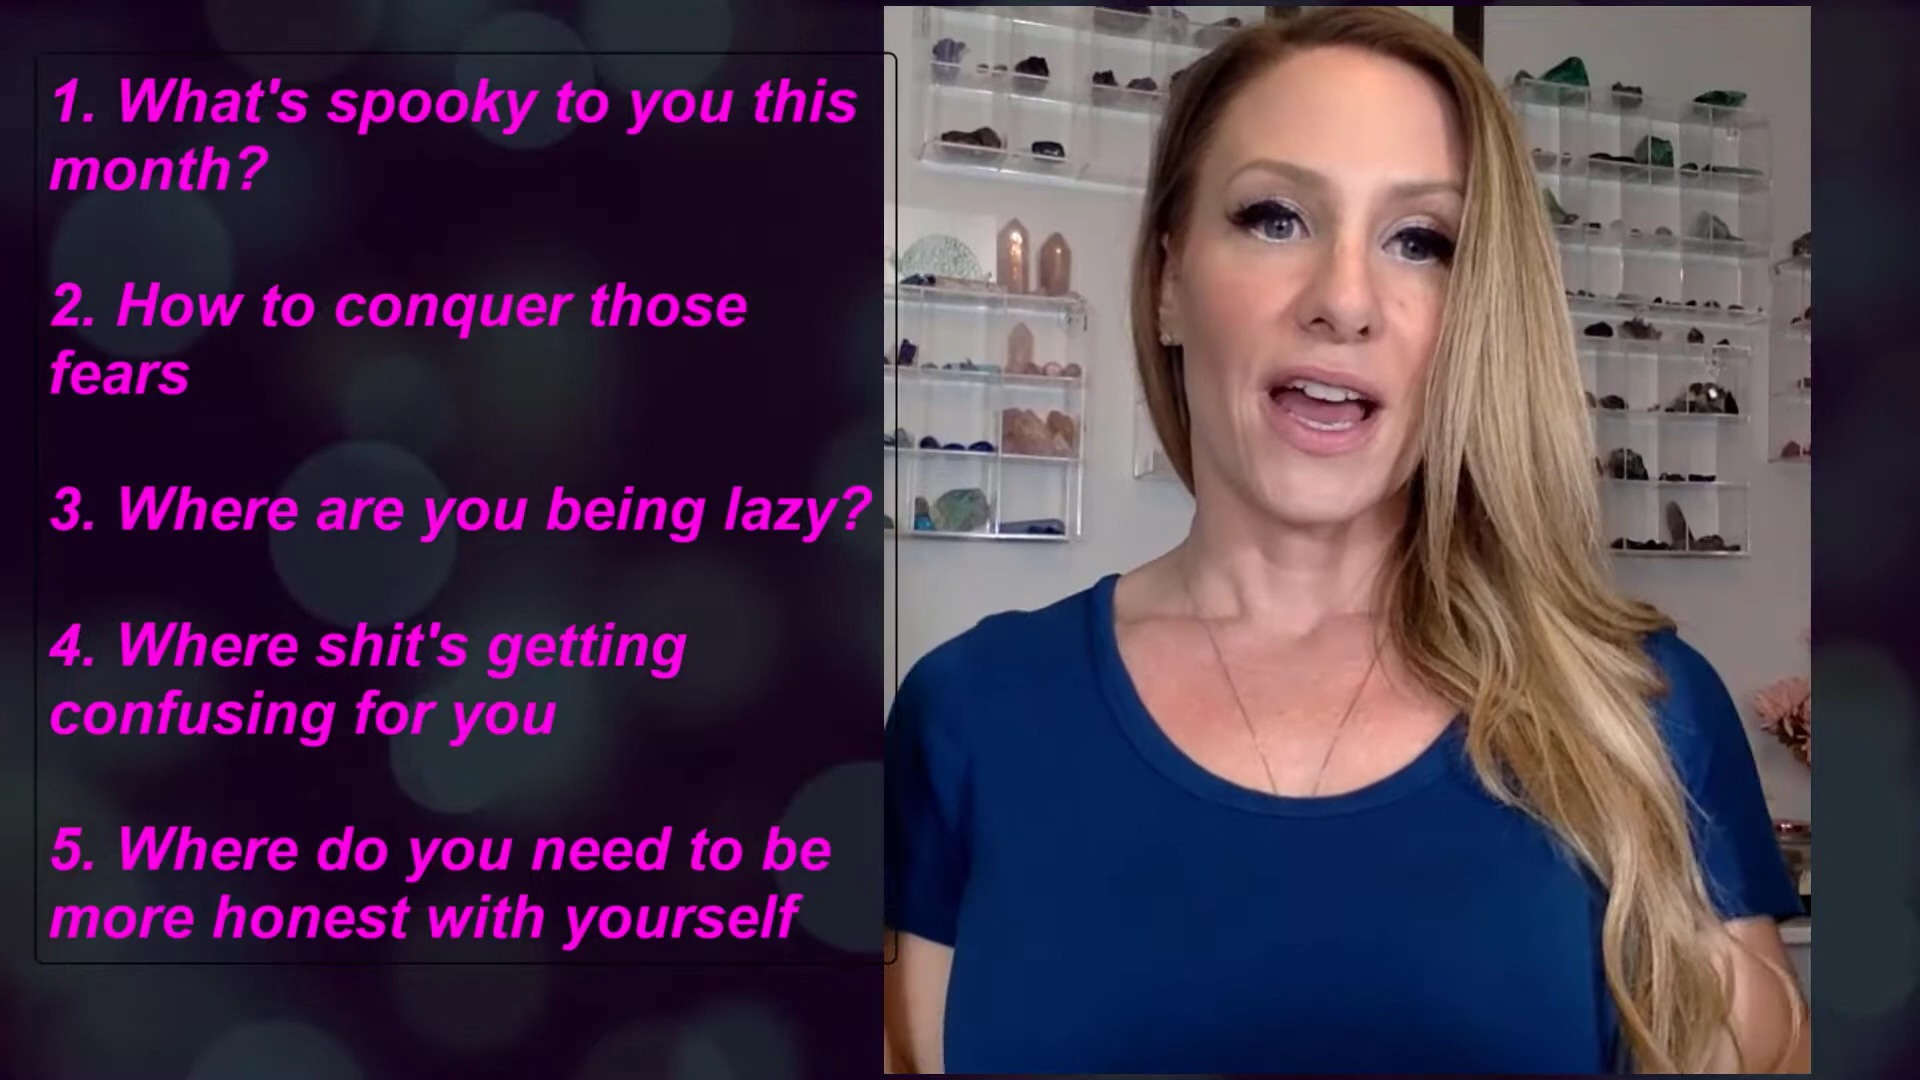 1. What's spooky to you this
month?
2. How to conquer those
fears
3. Where are you being lazy?
4. Where shit's getting
confusing for you
5. Where do you need to be
more honest with yourself